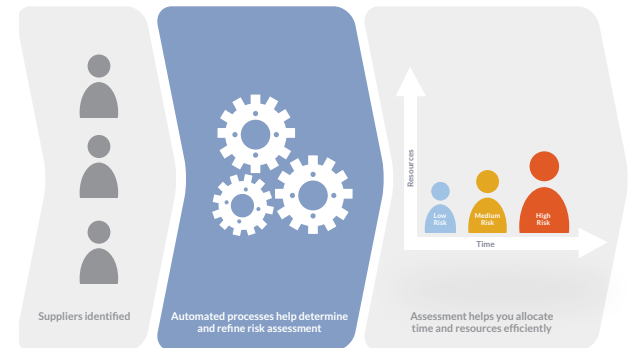 Resources
Low
Risk
Medium
Risk
High
Risk
Time
Suppliers identified
Automated processes help determine
and refine risk assessment
Assessment helps you allocate
time and resources efficiently